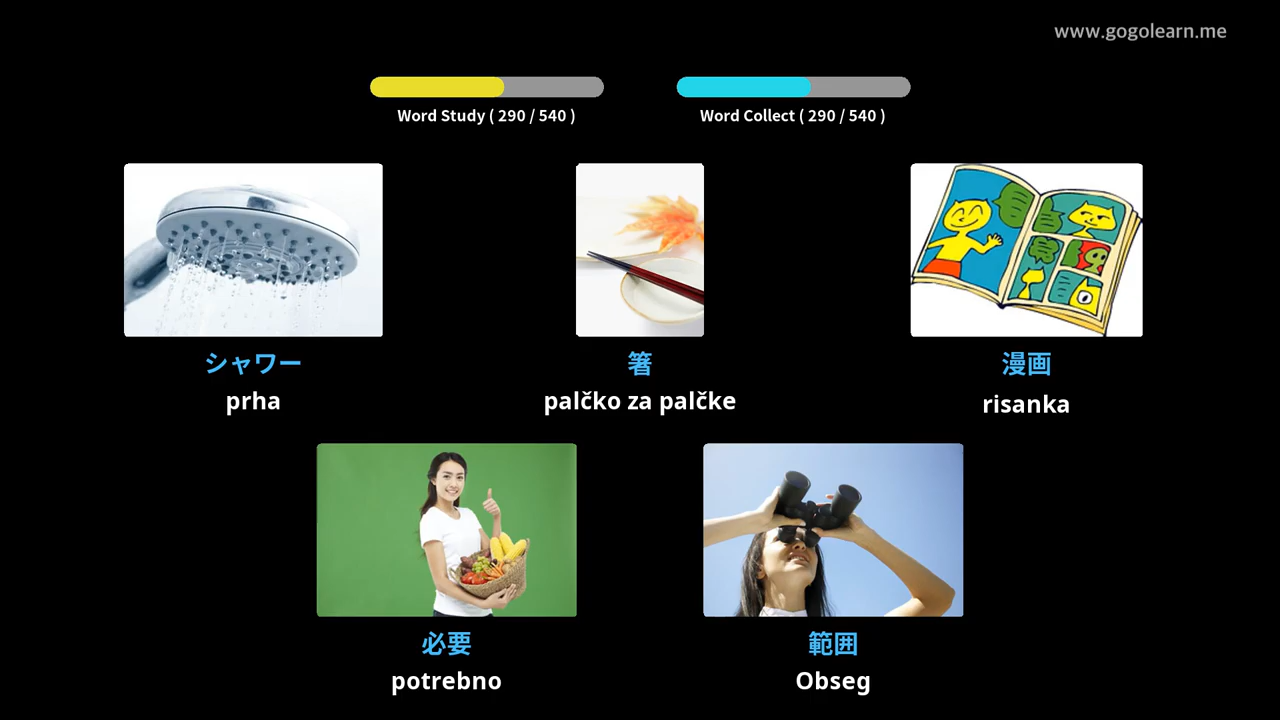 www.gogolearn.me
Word Study ( 290 / 540 )
Word Collect ( 290 / 540 )
シャワー
箸
漫画
prha
palčko za palčke
risanka
必要
範囲
potrebno
Obseg